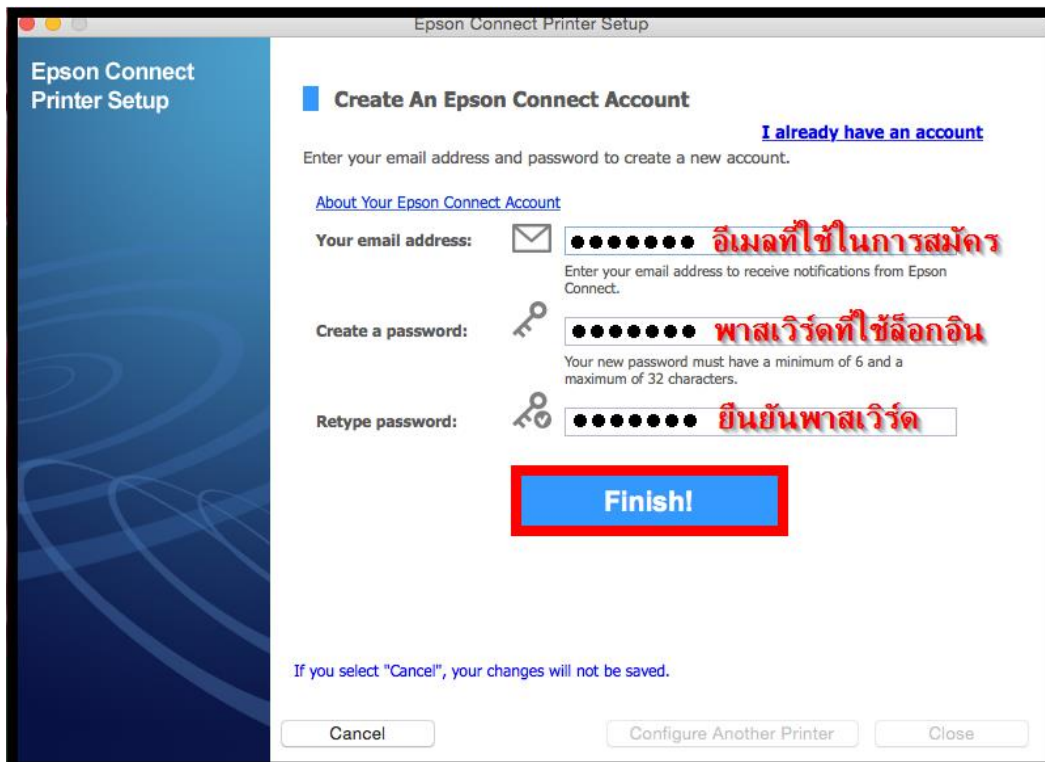 Epson Connect Printer Setup
Epson Connect
Printer Setup
Create An Epson Connect Account
I already have an account
Enter your email address and password to create a new account.
About Your Epson Connect Account
Your email address:
●●●●●●● อีเมลที่ใช้ในการสมัคร
Enter your email address to receive notifications from Epson
Connect.
Create a password:
●●●●●●● พาสเวิร์ดที่ใช้ล็อกอิน
Your new password must have a minimum of 6 and a
maximum of 32 characters.
Retype password:
●●●●●●● ยืนยันพาสเวิร์ด
Finish!
If you select "Cancel", your changes will not be saved.
Cancel
Configure Another Printer
Close